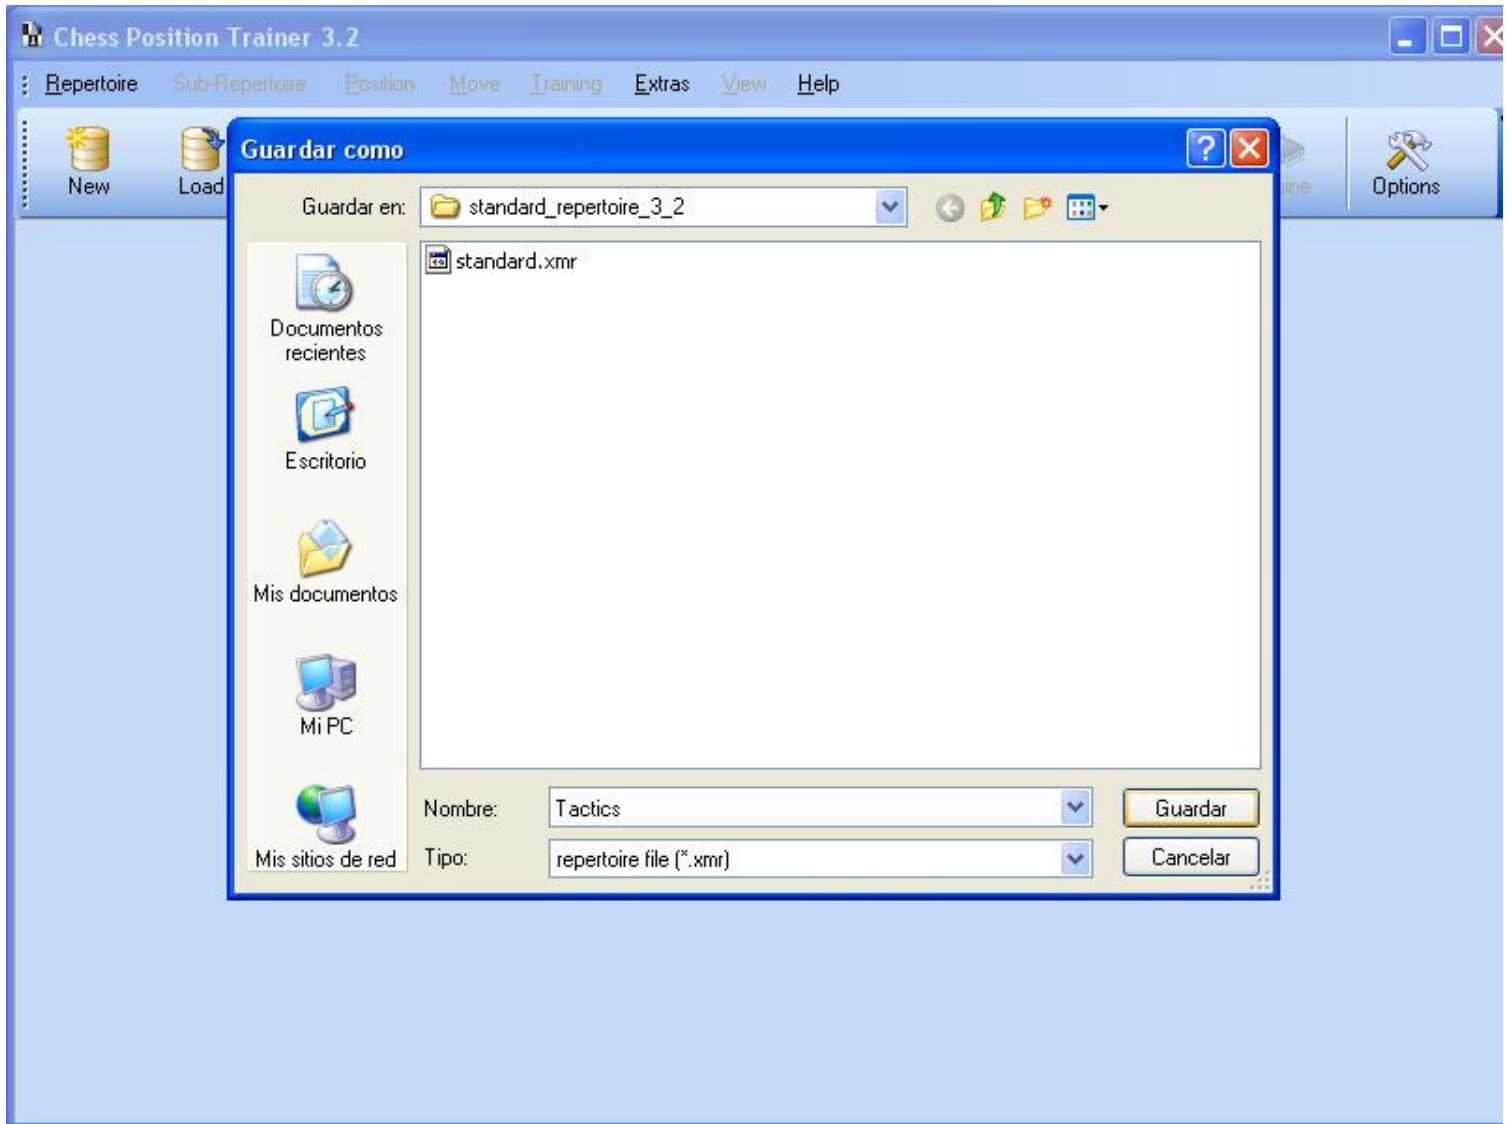 Chess Position Trainer 3.2
Repertoire Sub-Repertoire Position Move Training Extras View Help
New Load Options
Guardar como
Guardar en: standard_repertoire_3_2
standard.xmr
Documentos
recientes
Escritorio
Mis documentos
Mi PC
Mis sitios de red
Nombre: Tactics Guardar
Tipo: repertoire file (*.xmr) Cancelar